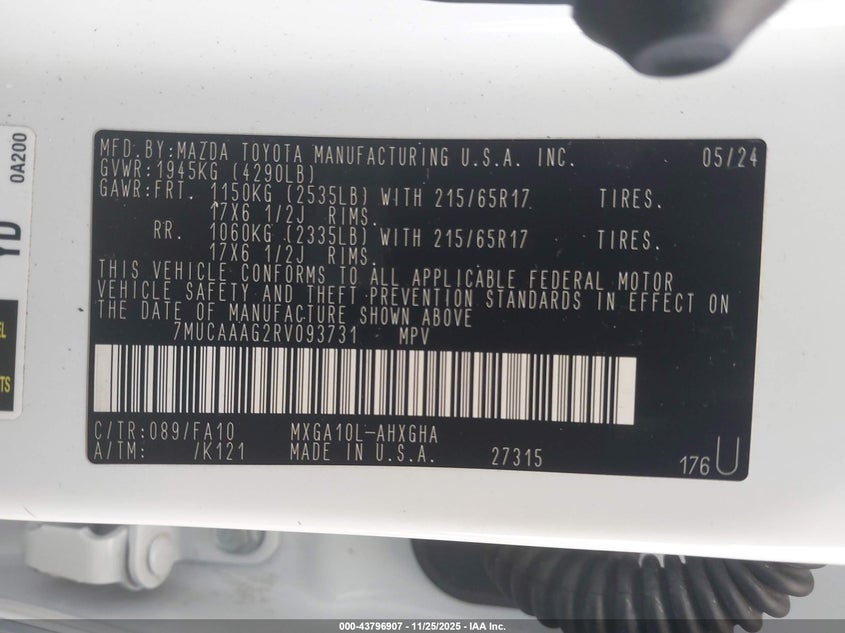 MFD.BY:MAZDA TOYOTA MANUFACTURING U.S.A. INC. 05/24
GVWR:1945KG (4290LB)
GAWR:FRT. 1150KG (2535LB) WITH 215/65R17 TIRES.
17X6 1/2J RIMS.
RR. 1060KG (2335LB) WITH 215/65R17 TIRES.
17X6 1/2J RIMS.
THIS VEHICLE CONFORMS TO ALL APPLICABLE FEDERAL MOTOR
VEHICLE SAFETY AND THEFT PREVENTION STANDARDS IN EFFECT ON
THE DATE OF MANUFACTURE SHOWN ABOVE
7MUCAAAG2RV093731 MPV
C/TR:089/FA10 MXGA10L-AHXGHA
A/TM: /K121 MADE IN U.S.A. 27315
176 U
0A200
YD
000-43796907 - 11/25/2025 - IAA Inc.